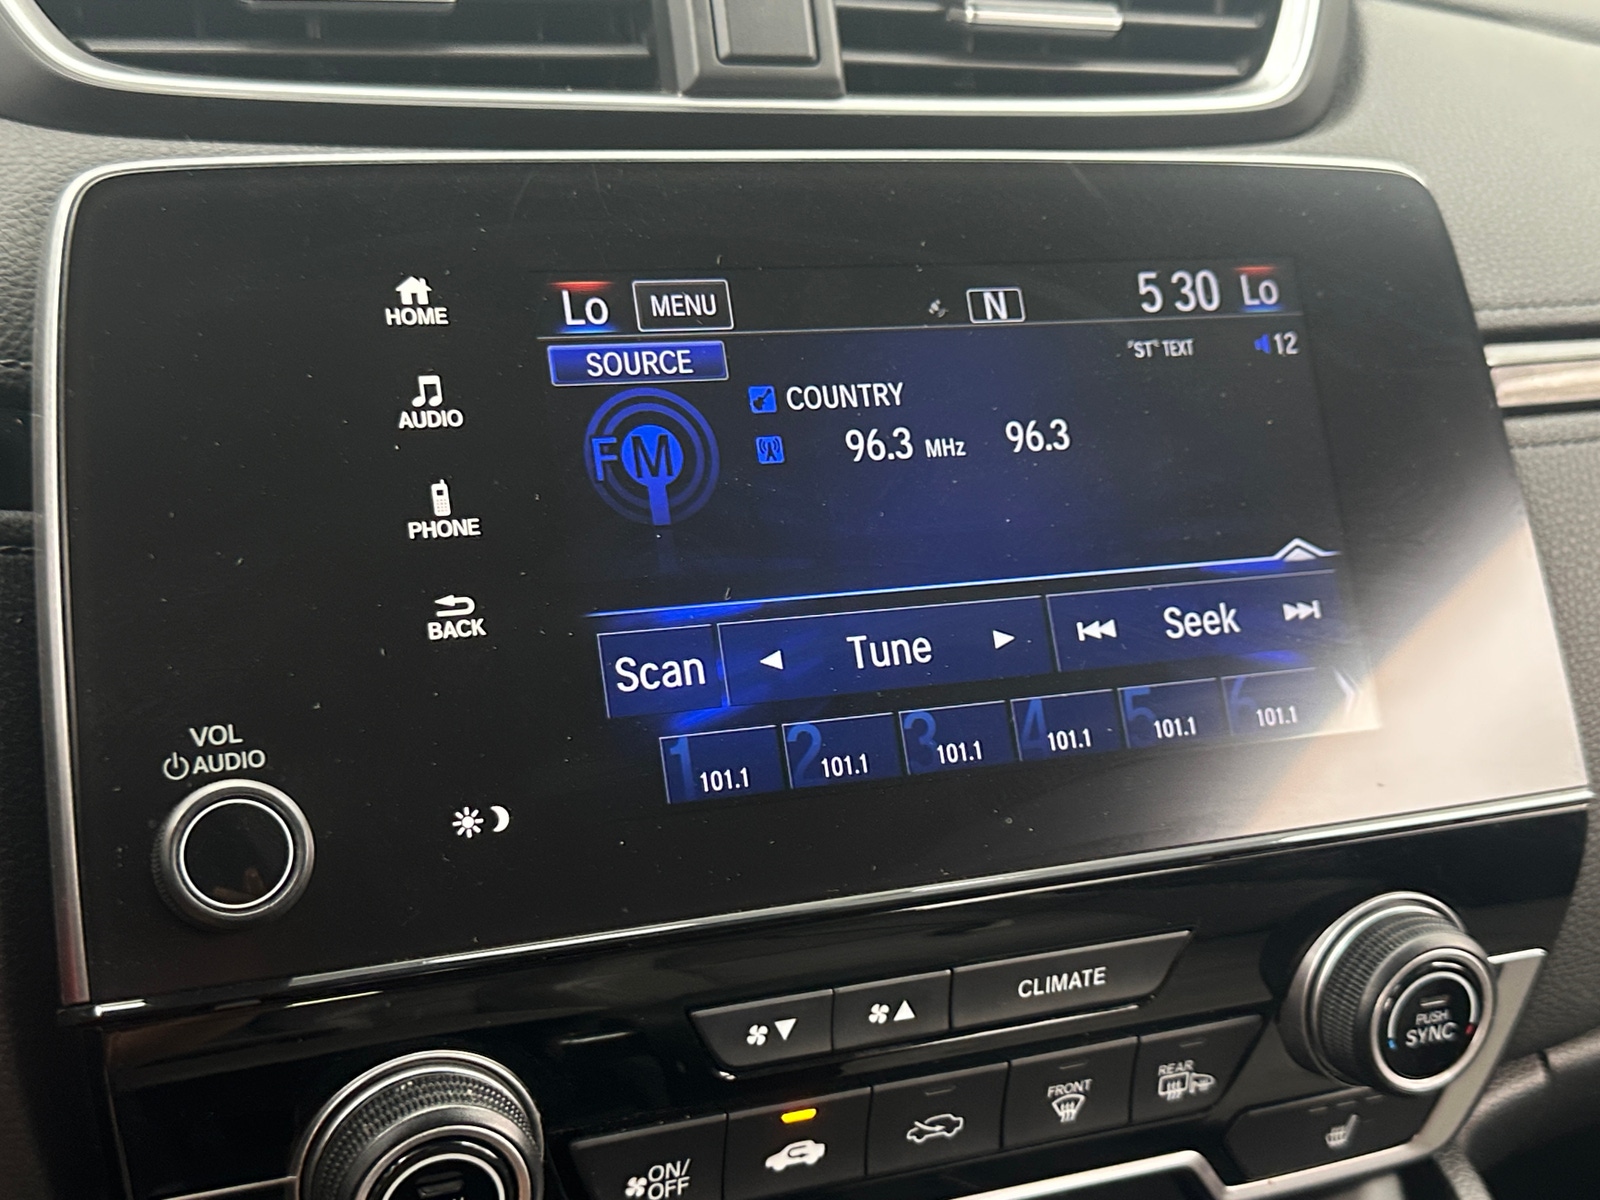 HOME
AUDIO
PHONE
BACK
VOL
AUDIO
Lo MENU N 5 30 Lo
SOURCE "ST" TEXT 12
FM
COUNTRY
96.3 MHz 96.3
Scan Tune Seek
1 101.1 2 101.1 3 101.1 4 101.1 5 101.1 6 101.1
CLIMATE
PUSH
SYNC
FRONT
REAR
ON/
OFF